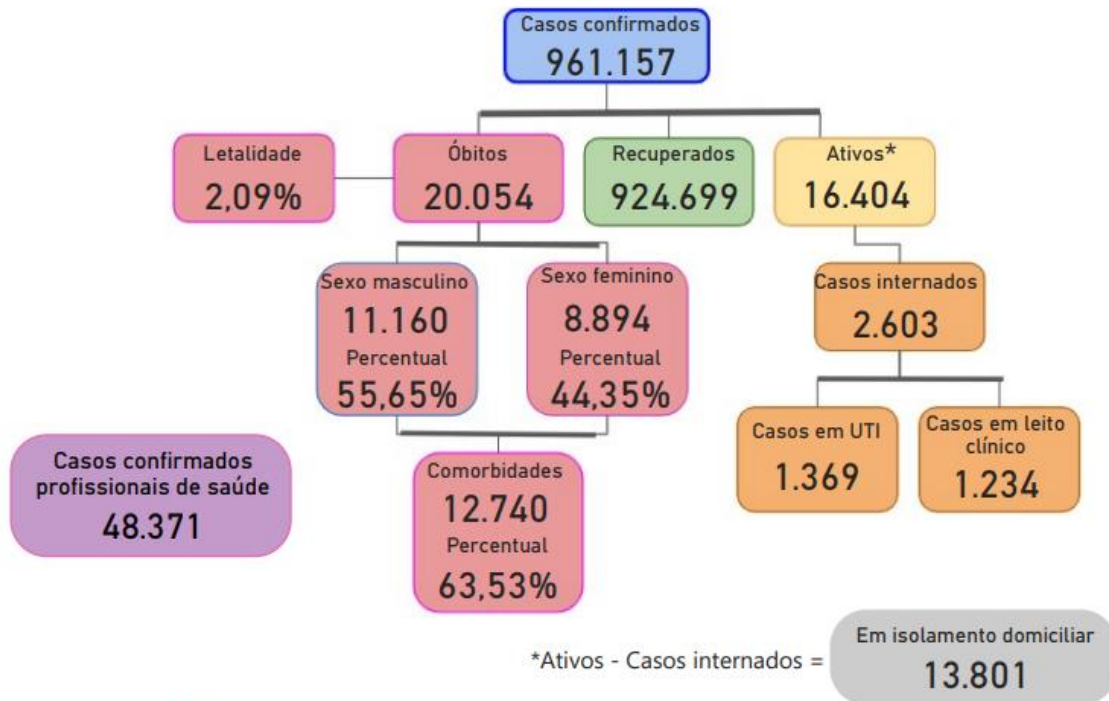 Casos confirmados
961.157
Letalidade
2,09%
Óbitos
20.054
Recuperados
924.699
Ativos*
16.404
Sexo masculino
11.160
Percentual
55,65%
Sexo feminino
8.894
Percentual
44,35%
Casos internados
2.603
Casos em UTI
1.369
Casos em leito
clínico
1.234
Casos confirmados
profissionais de saúde
48.371
Comorbidades
12.740
Percentual
63,53%
*Ativos - Casos internados =
Em isolamento domiciliar
13.801